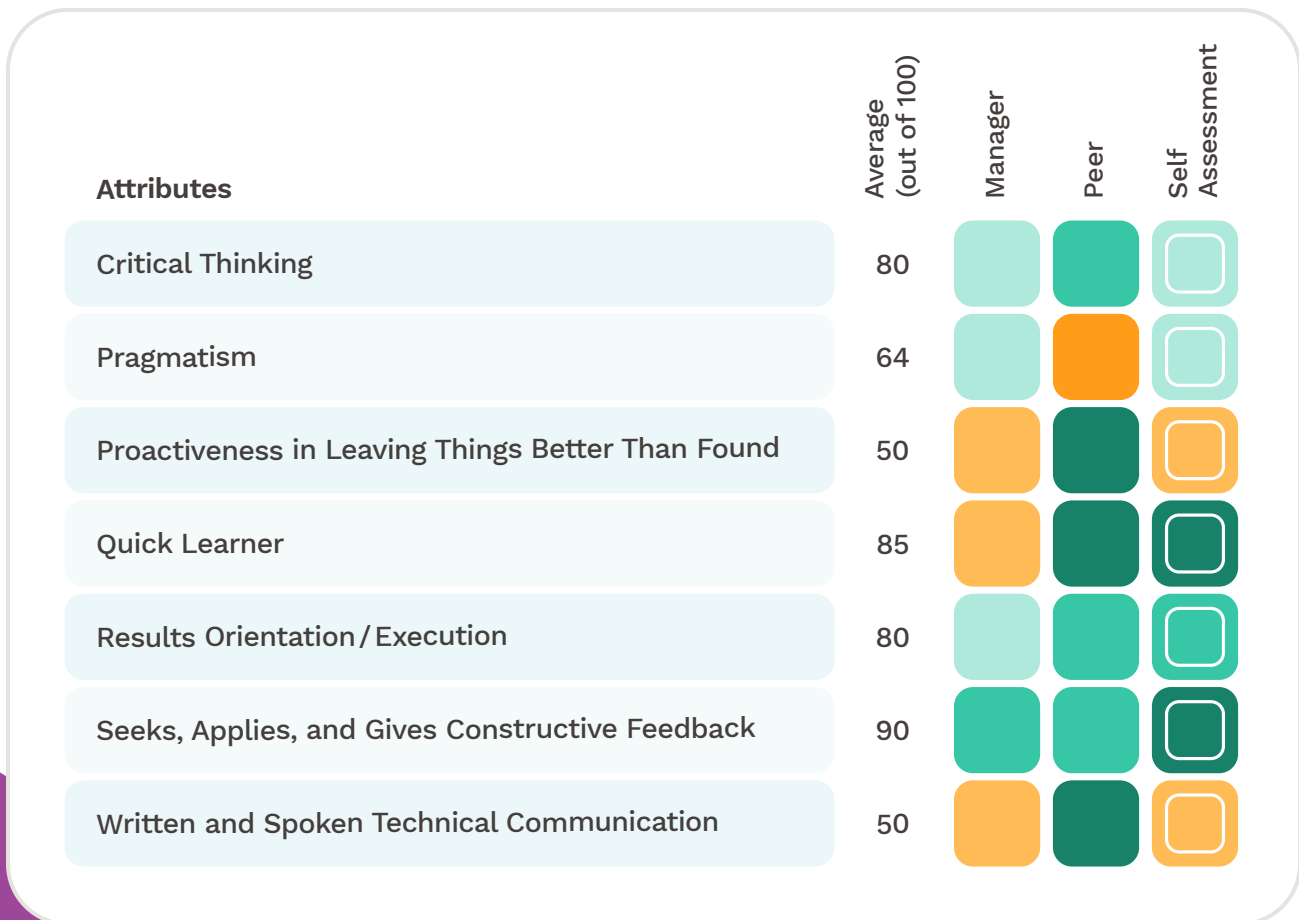 Attributes
Average
(out of 100)
Manager
Peer
Self
Assessment
Critical Thinking
80
Pragmatism
64
Proactiveness in Leaving Things Better Than Found
50
Quick Learner
85
Results Orientation/Execution
80
Seeks, Applies, and Gives Constructive Feedback
90
Written and Spoken Technical Communication
50